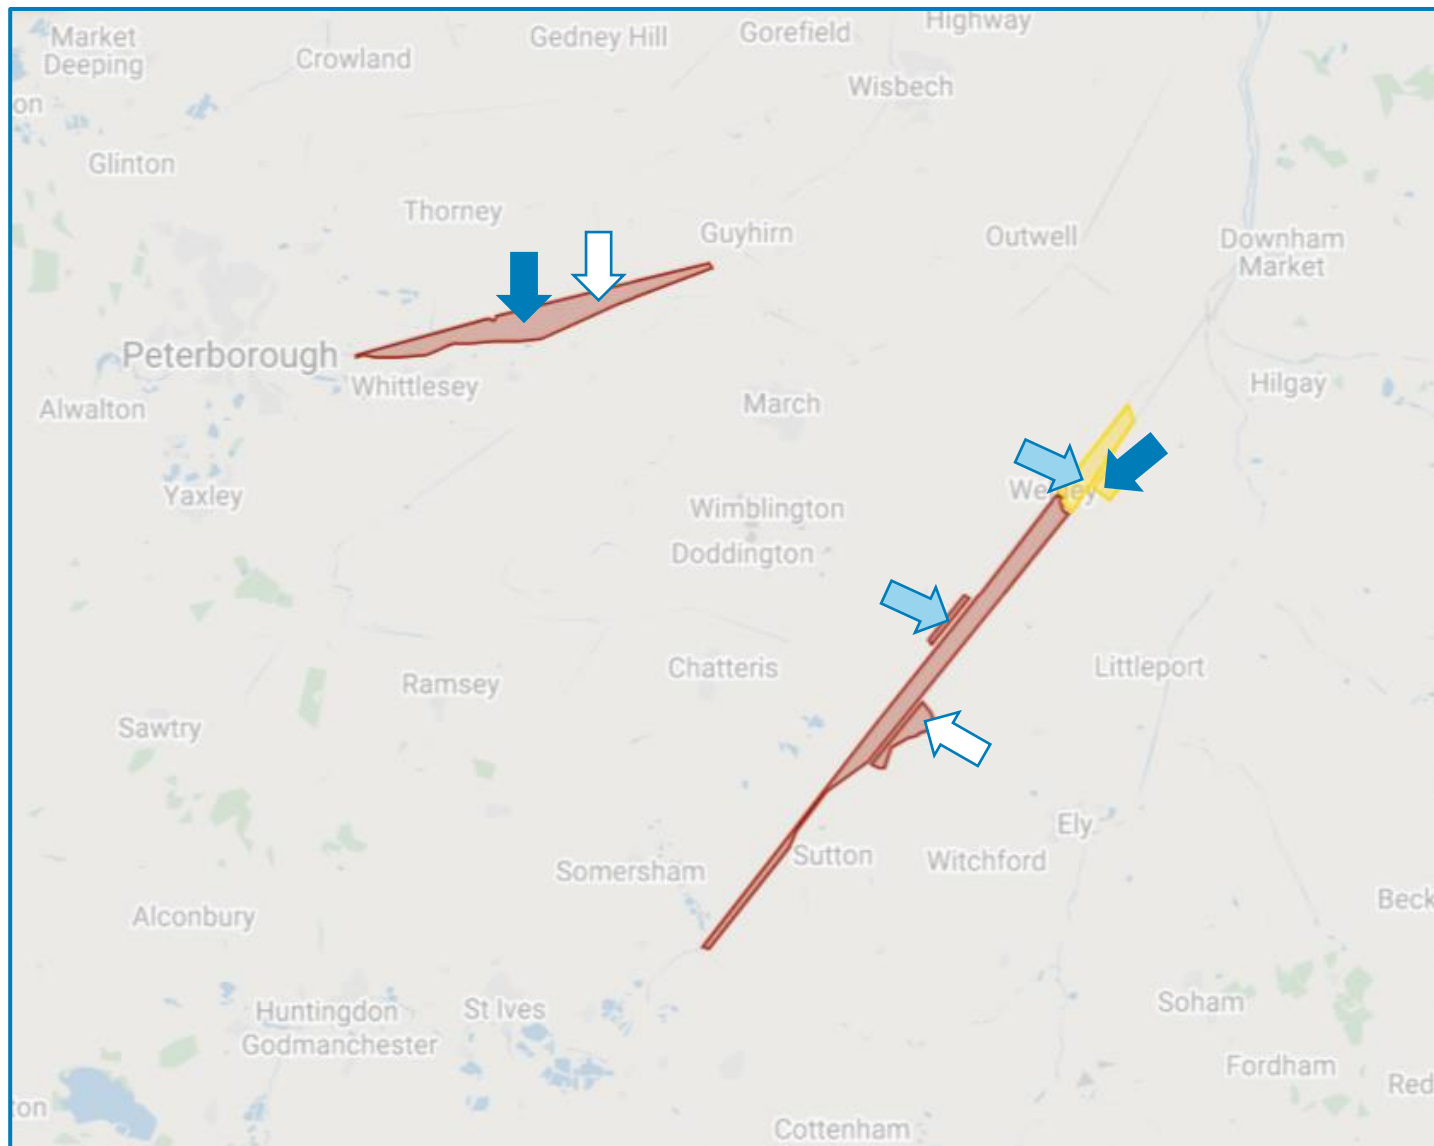 Market
Deeping
Crowland
Gedney Hill
Gorefield
Highway
Wisbech
on
Glinton
Thorney
Guyhirn
Outwell
Downham
Market
Peterborough
Whittlesey
Alwalton
March
Hilgay
Yaxley
Wimblington
Doddington
Chatteris
Ramsey
Littleport
Sawtry
Ely
Sutton
Witchford
Somersham
Alconbury
Beck
Soham
Huntingdon
St Ives
Godmanchester
Fordham
Red
ton
Cottenham